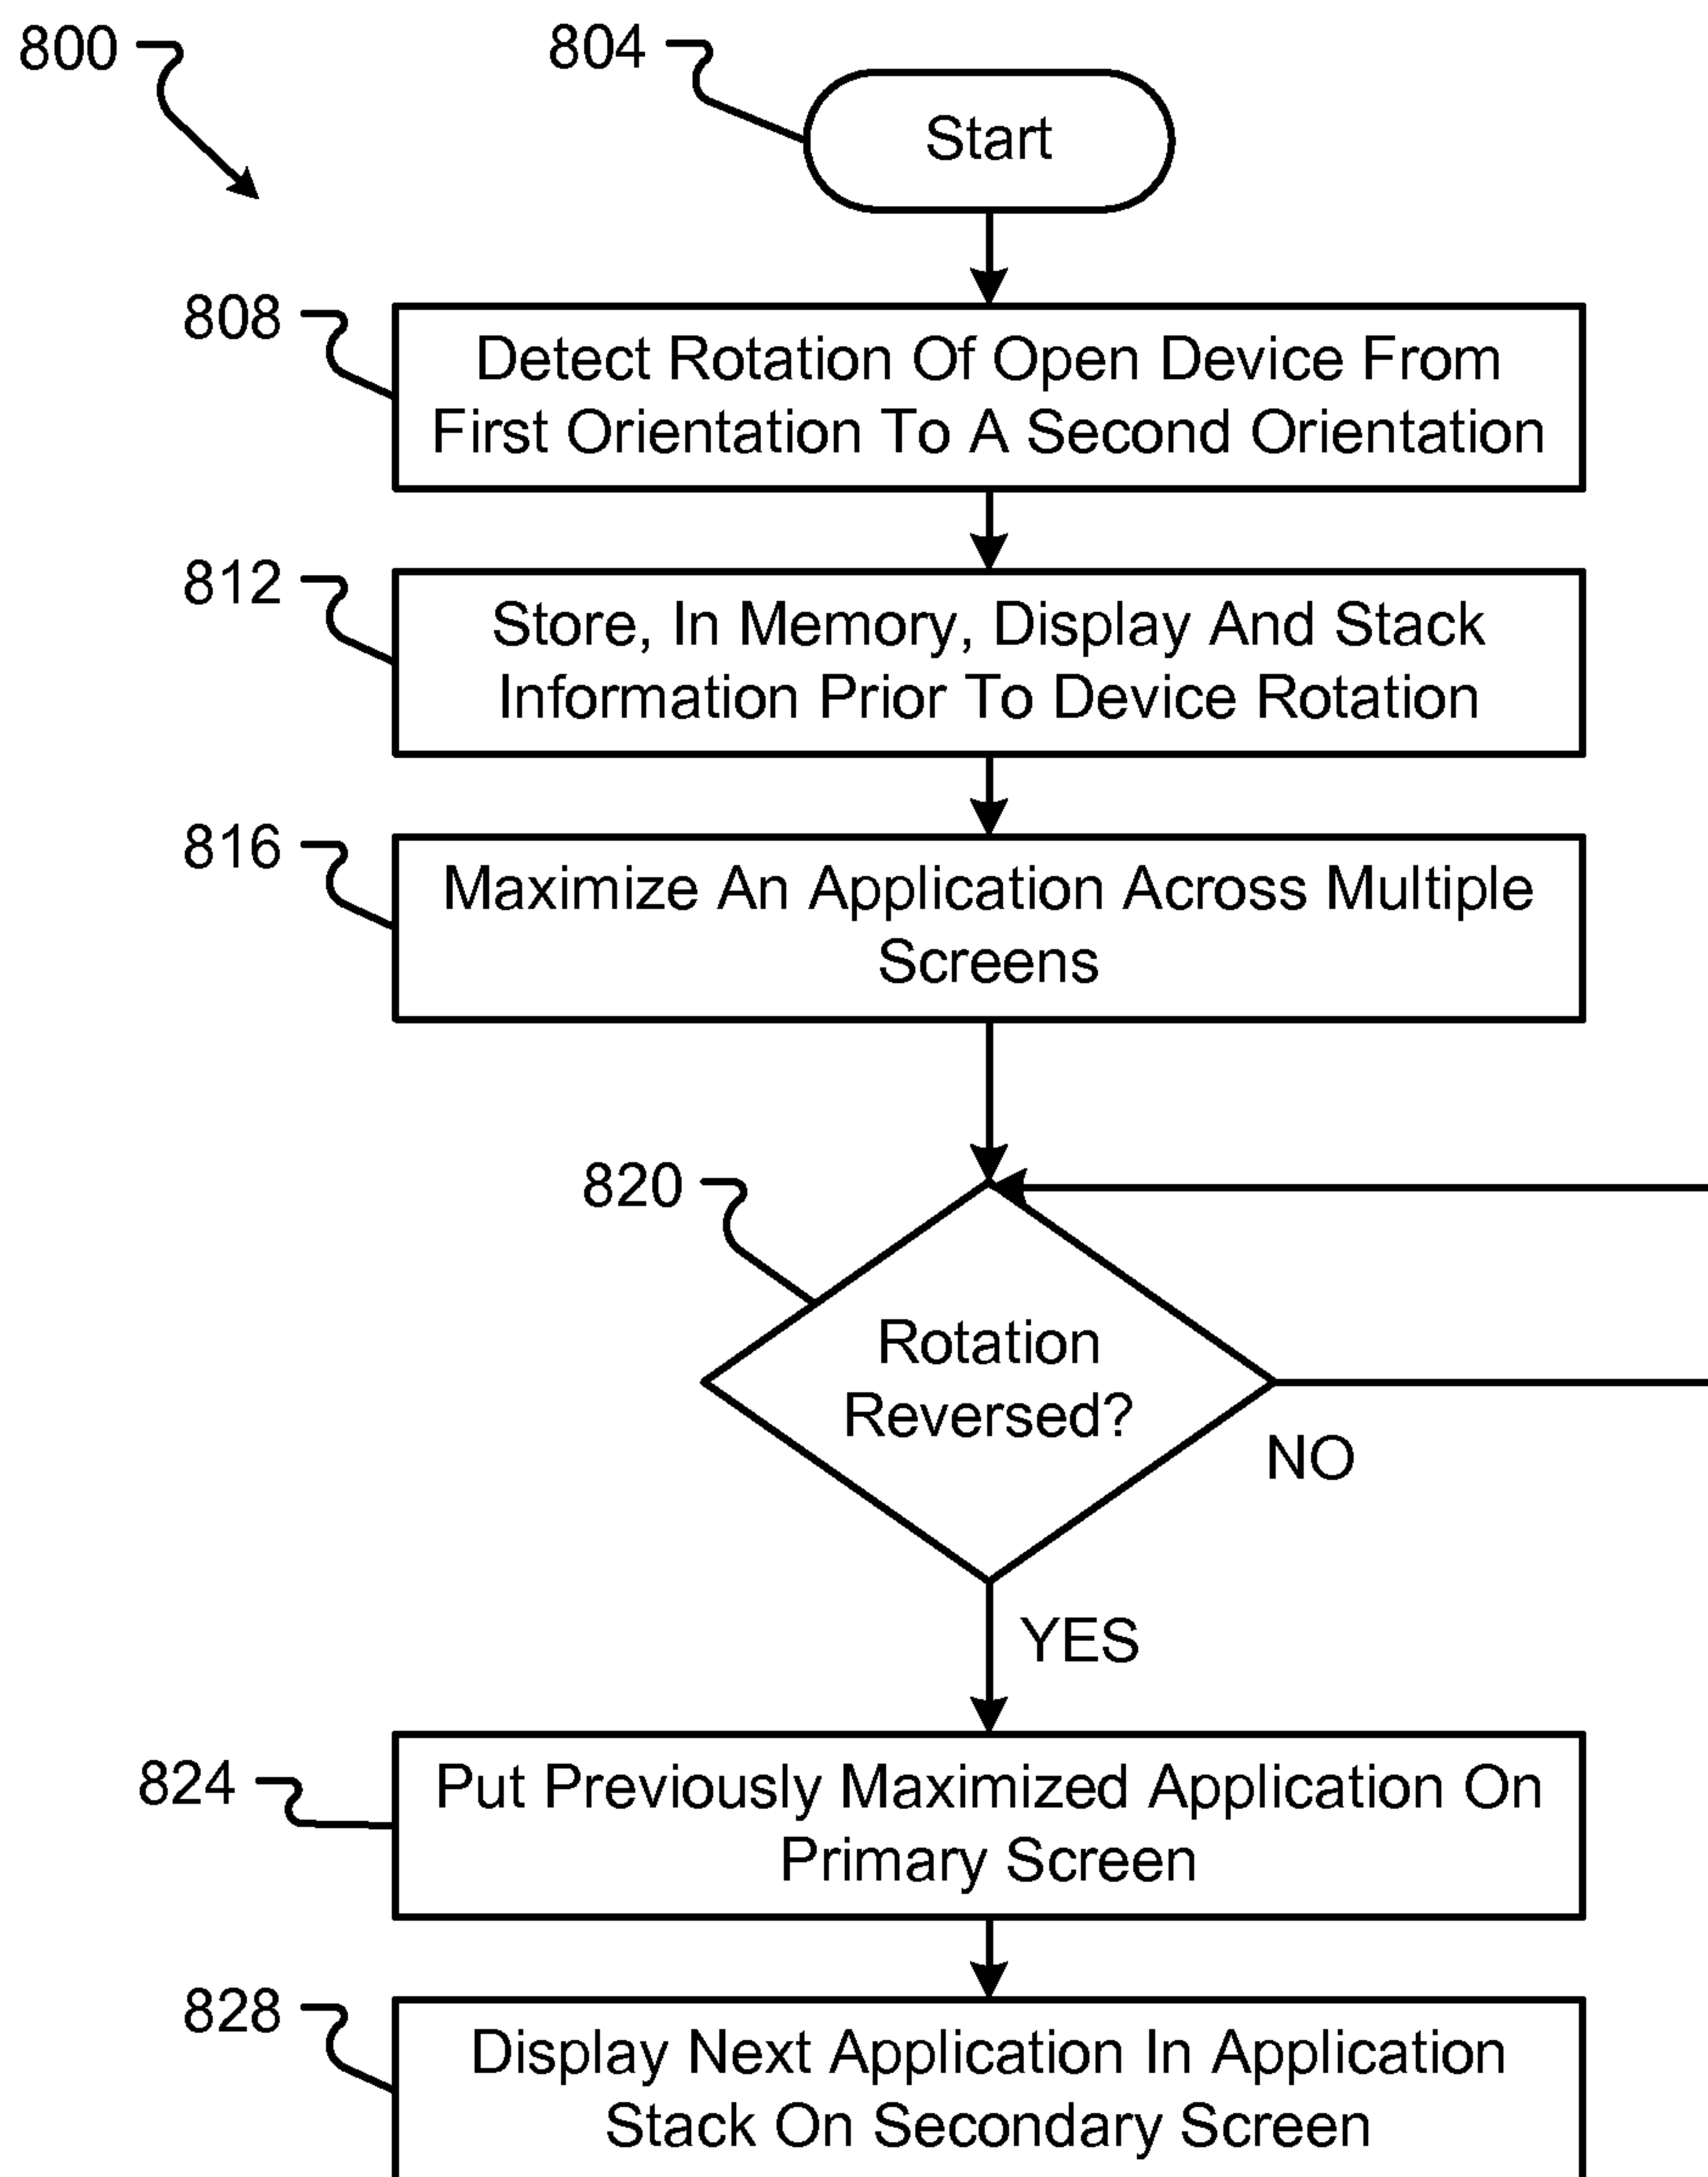 800
804
Start
808
Detect Rotation Of Open Device From
First Orientation To A Second Orientation
812
Store, In Memory, Display And Stack
Information Prior To Device Rotation
816
Maximize An Application Across Multiple
Screens
820
Rotation
Reversed?
NO
YES
824
Put Previously Maximized Application On
Primary Screen
828
Display Next Application In Application
Stack On Secondary Screen